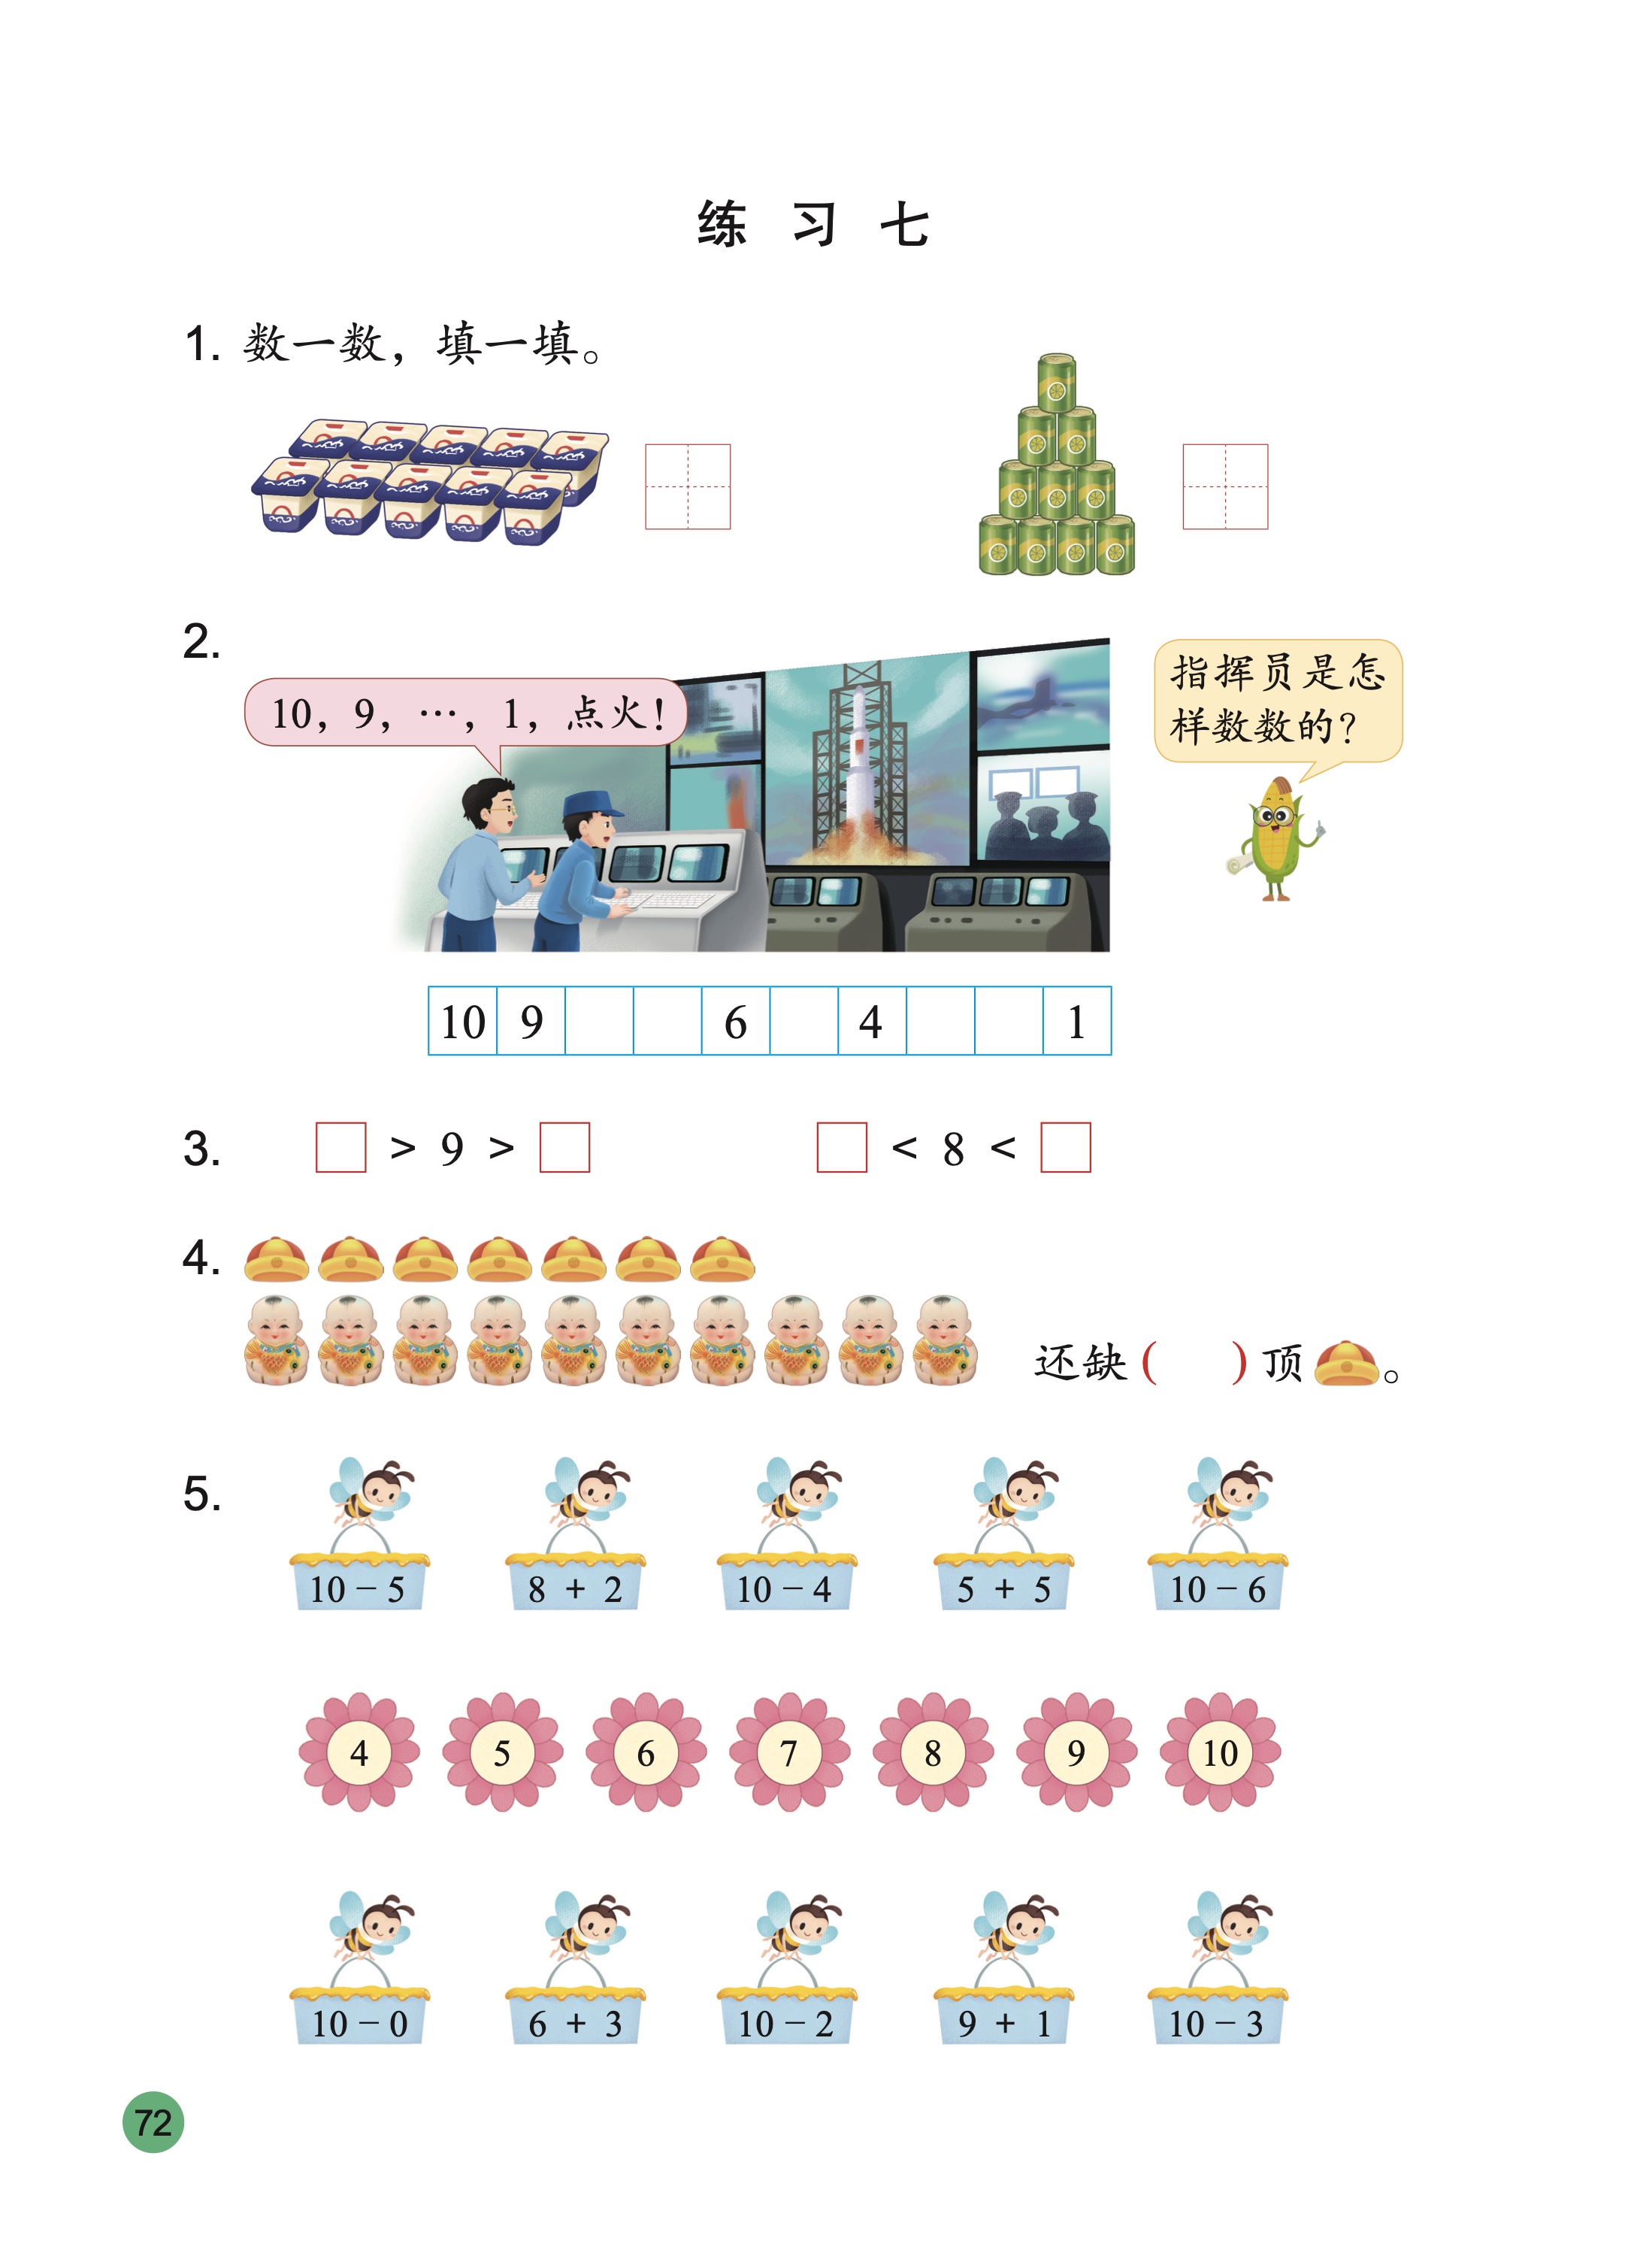 练 习 七
1. 数一数，填一填。
2.
10，9，…，1，点火！
指挥员是怎
样数数的？
10 9 6 4 1
3. □ > 9 > □ □ < 8 < □
4.
还缺（ ）顶 。
5.
10 − 5 8 + 2 10 − 4 5 + 5 10 − 6
4 5 6 7 8 9 10
10 − 0 6 + 3 10 − 2 9 + 1 10 − 3
72